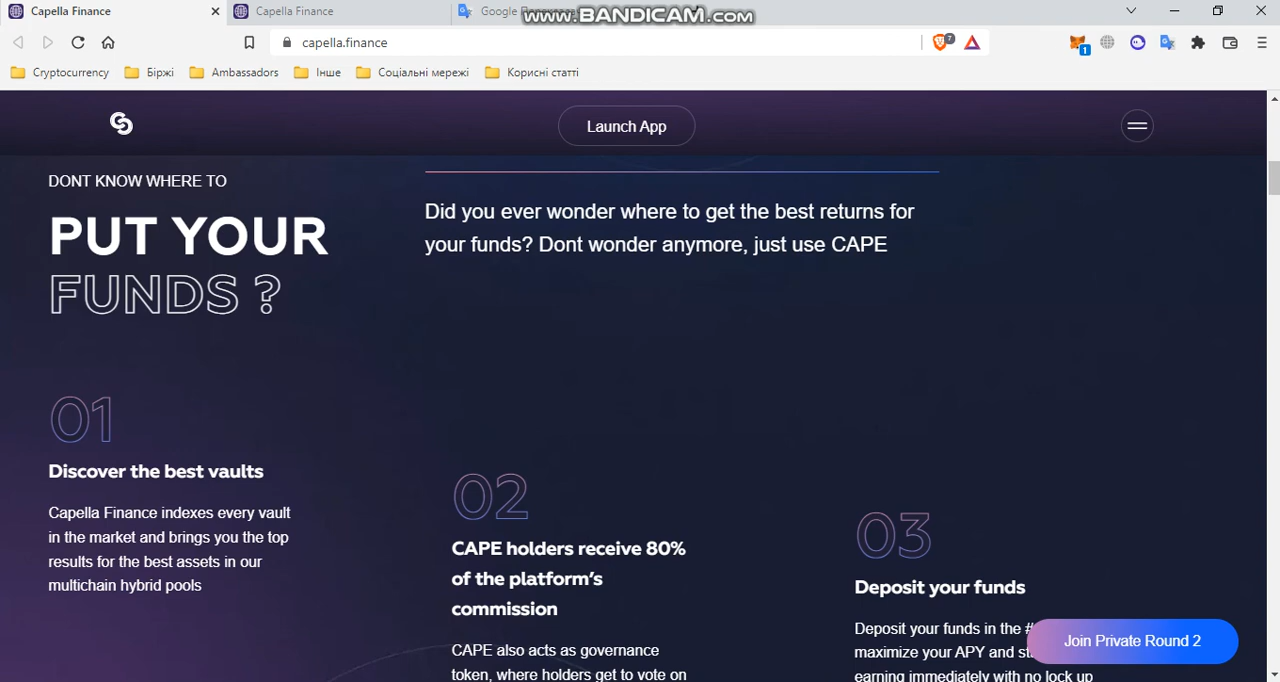 Capella Finance
Capella Finance
Google
www.BANDICAM.com
capella.finance
7
1
Cryptocurrency
Біржі
Ambassadors
Інше
Соціальні мережі
Корисні статті
Launch App
DONT KNOW WHERE TO
PUT YOUR
FUNDS ?
Did you ever wonder where to get the best returns for
your funds? Dont wonder anymore, just use CAPE
01
Discover the best vaults
Capella Finance indexes every vault
in the market and brings you the top
results for the best assets in our
multichain hybrid pools
02
CAPE holders receive 80%
of the platform’s
commission
CAPE also acts as governance
token, where holders get to vote on
03
Deposit your funds
Deposit your funds in the #
maximize your APY and
earning immediately with no lock up
Join Private Round 2